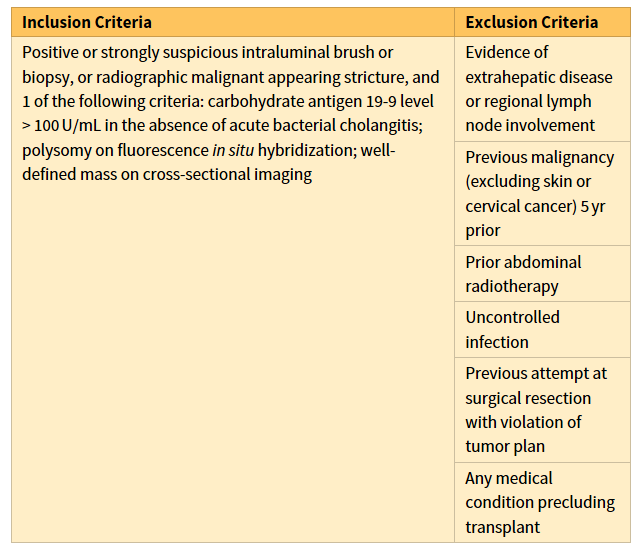 Inclusion Criteria
Exclusion Criteria
Positive or strongly suspicious intraluminal brush or
biopsy, or radiographic malignant appearing stricture, and
1 of the following criteria: carbohydrate antigen 19-9 level
> 100 U/mL in the absence of acute bacterial cholangitis;
polysomy on fluorescence in situ hybridization; well-
defined mass on cross-sectional imaging
Evidence of
extrahepatic disease
or regional lymph
node involvement
Previous malignancy
(excluding skin or
cervical cancer) 5 yr
prior
Prior abdominal
radiotherapy
Uncontrolled
infection
Previous attempt at
surgical resection
with violation of
tumor plan
Any medical
condition precluding
transplant